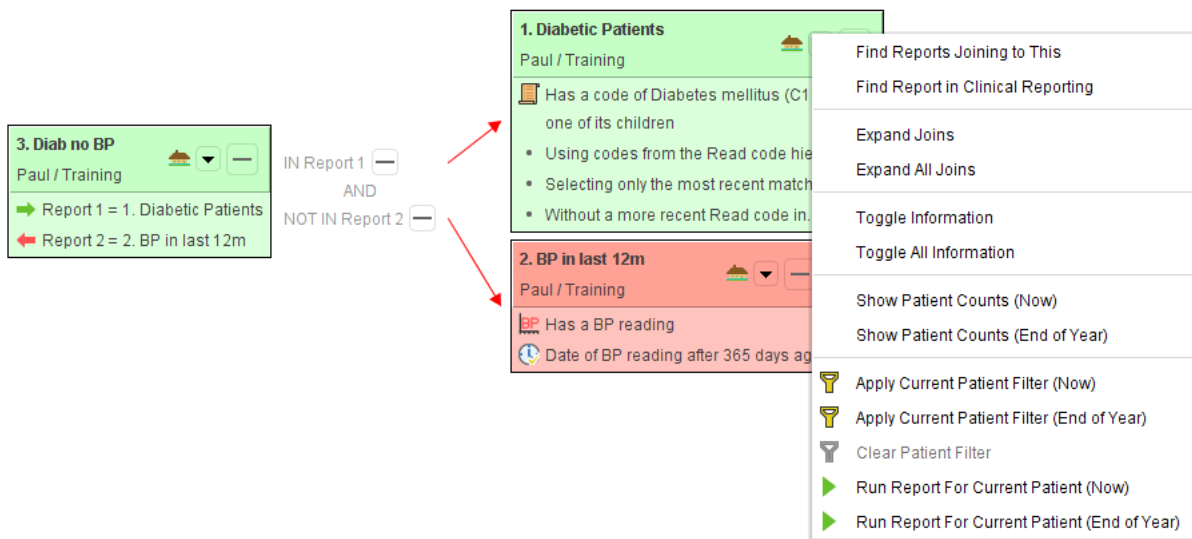 3. Diab no BP
Paul / Training
Report 1 = 1. Diabetic Patients
Report 2 = 2. BP in last 12m
IN Report 1
AND
NOT IN Report 2
1. Diabetic Patients
Paul / Training
Has a code of Diabetes mellitus (C1
one of its children
Using codes from the Read code hie
Selecting only the most recent match
Without a more recent Read code in.
2. BP in last 12m
Paul / Training
BP Has a BP reading
Date of BP reading after 365 days ag
Find Reports Joining to This
Find Report in Clinical Reporting
Expand Joins
Expand All Joins
Toggle Information
Toggle All Information
Show Patient Counts (Now)
Show Patient Counts (End of Year)
Apply Current Patient Filter (Now)
Apply Current Patient Filter (End of Year)
Clear Patient Filter
Run Report For Current Patient (Now)
Run Report For Current Patient (End of Year)